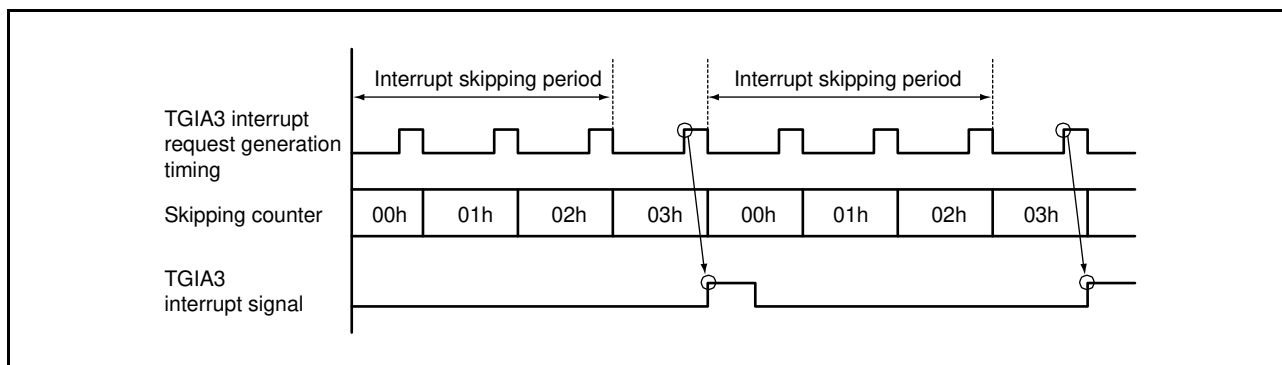 Interrupt skipping period
Interrupt skipping period
TGIA3 interrupt
request generation
timing
Skipping counter
00h
01h
02h
03h
00h
01h
02h
03h
TGIA3
interrupt signal